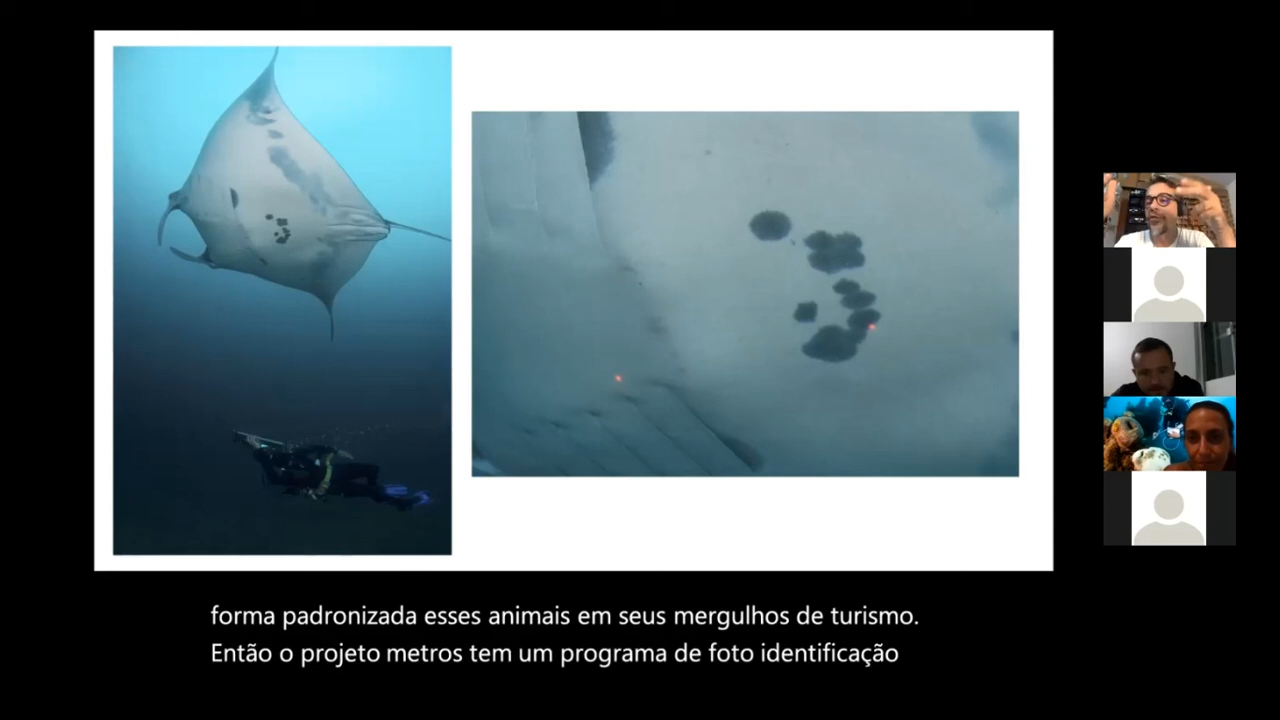 forma padronizada esses animais em seus mergulhos de turismo.
Então o projeto metros tem um programa de foto identificação